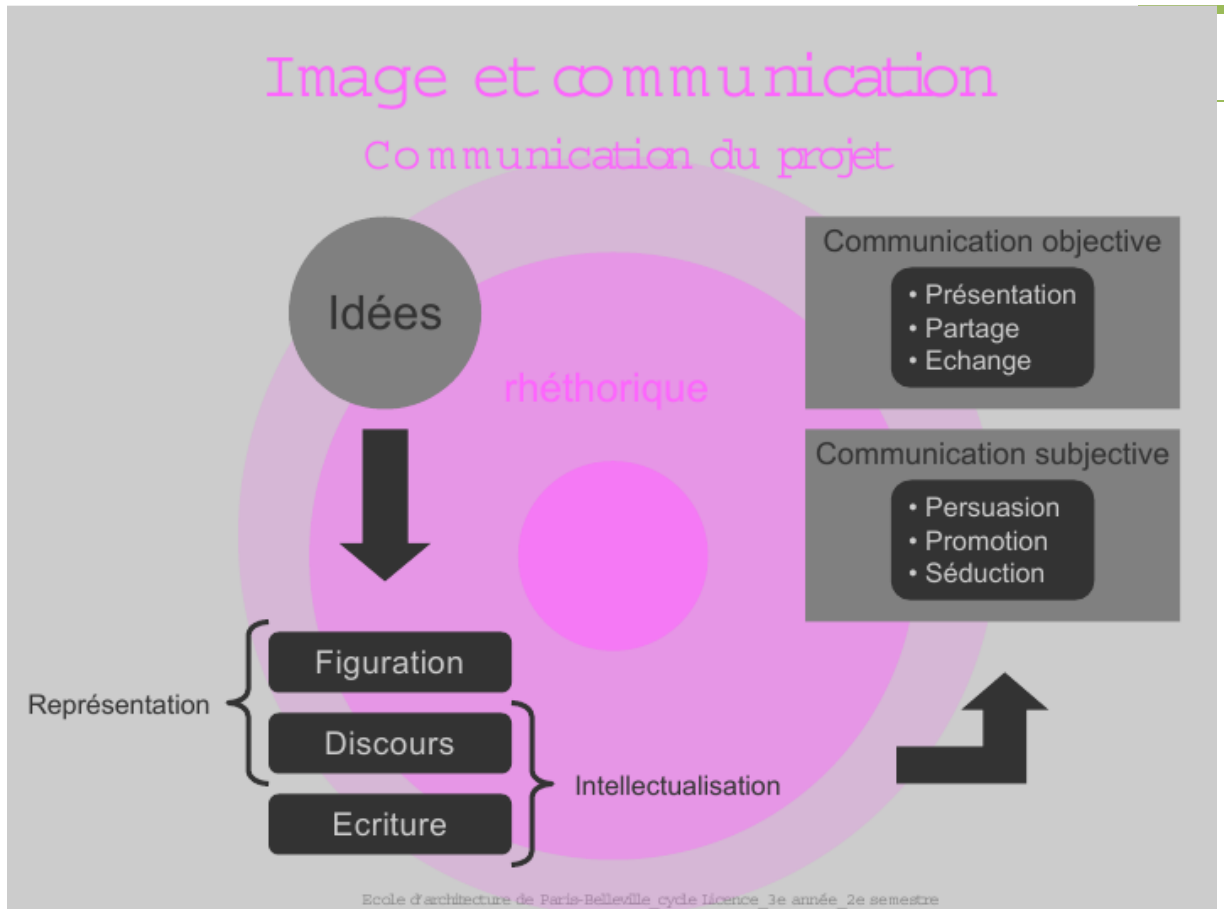 Image et communication
Communication du projet
Idées
rhéthorique
Communication objective
• Présentation
• Partage
• Echange
Communication subjective
• Persuasion
• Promotion
• Séduction
Représentation
Figuration
Discours
Ecriture
Intellectualisation
Ecole d'architecture de Paris-Belleville_cycle Licence_3e année_2e semestre